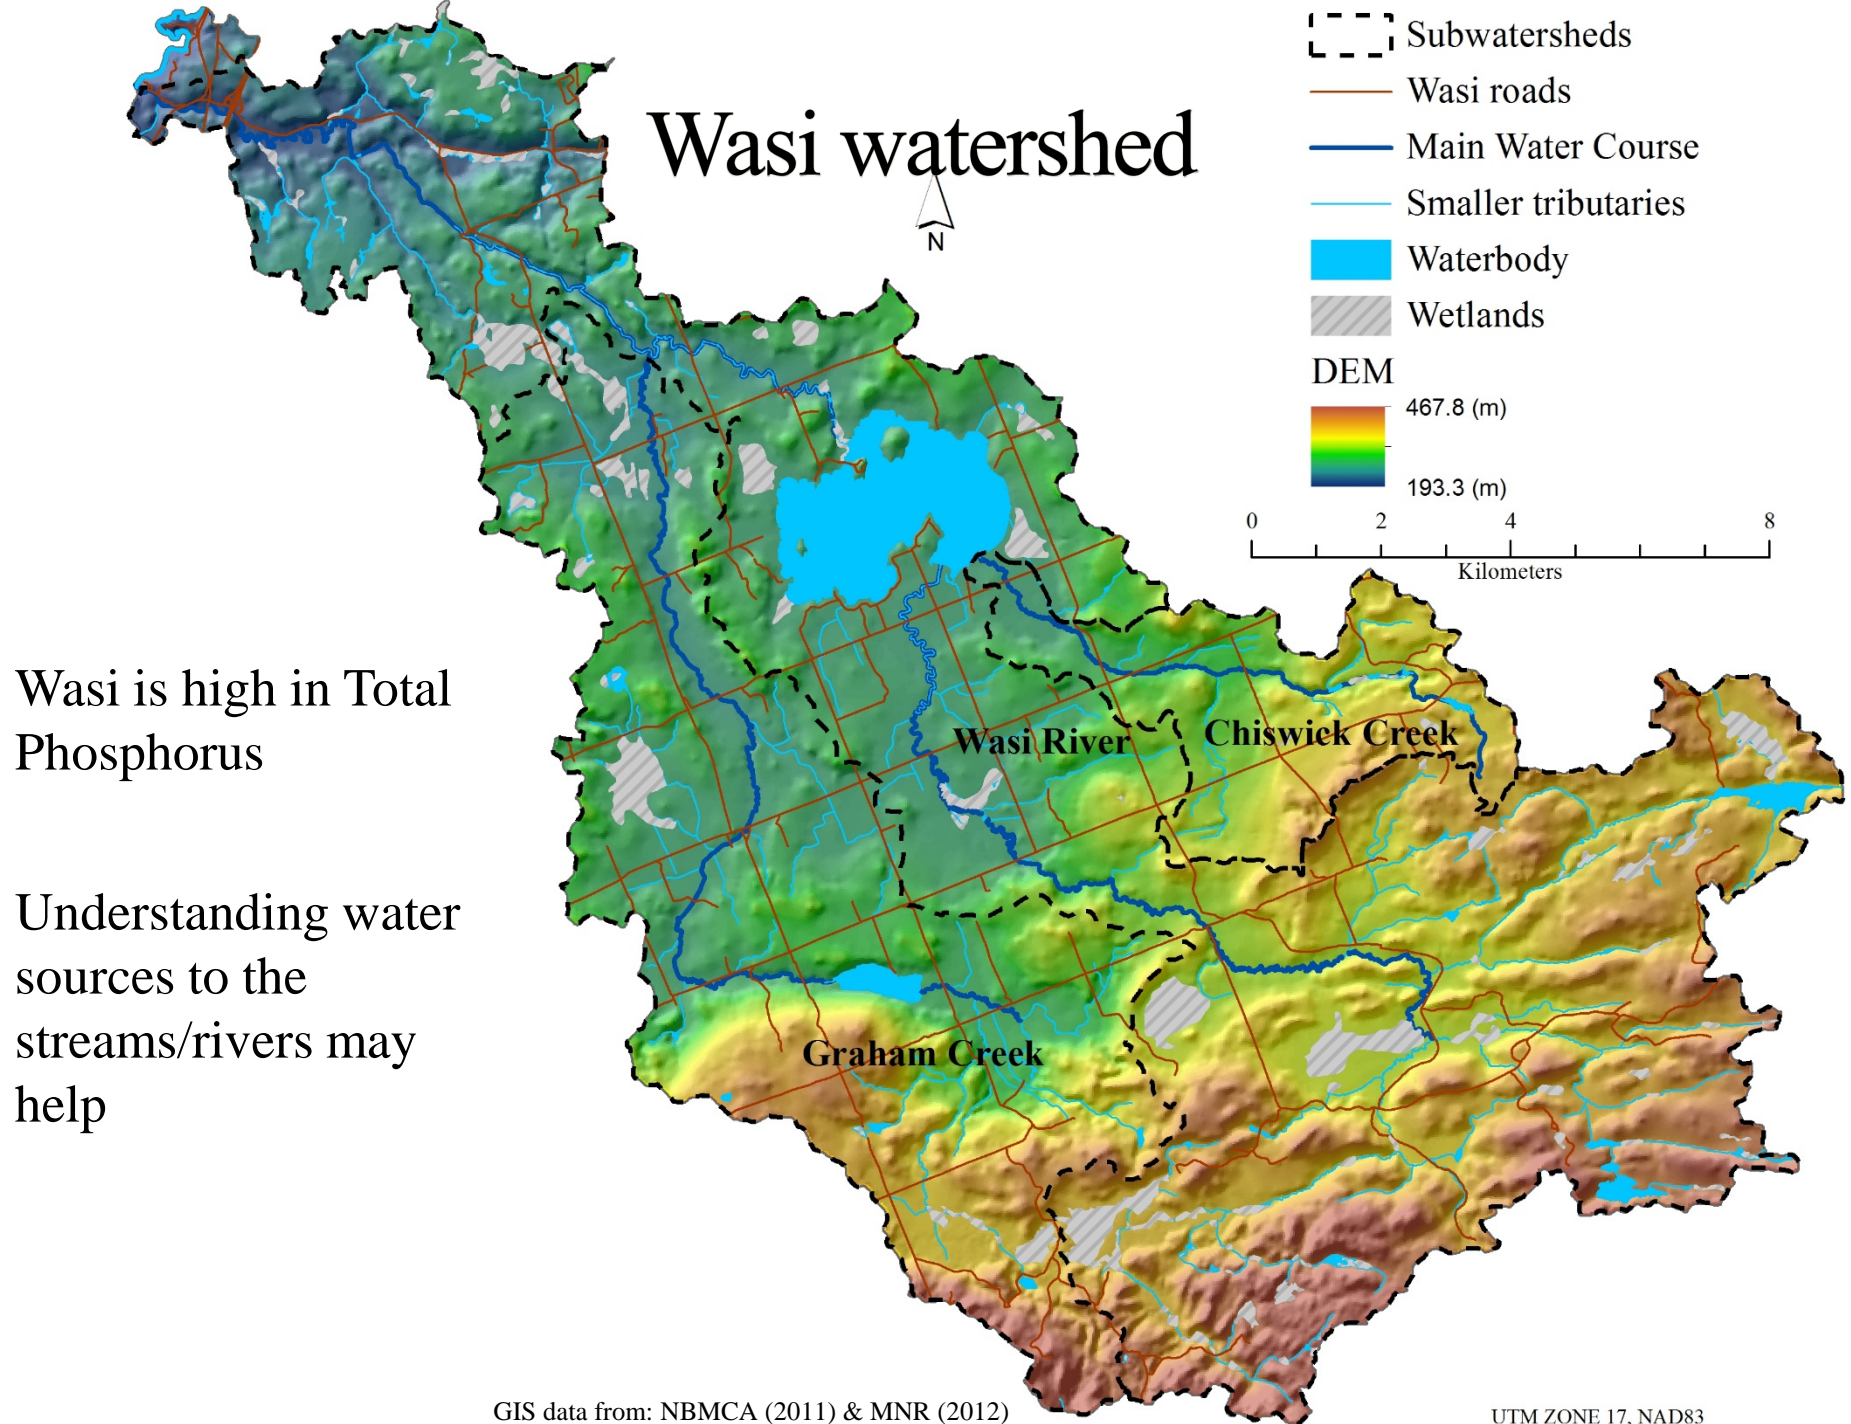 Wasi watershed
N
Subwatersheds
Wasi roads
Main Water Course
Smaller tributaries
Waterbody
Wetlands
DEM
467.8 (m)
193.3 (m)
0 2 4 8
Kilometers
Wasi is high in Total
Phosphorus
Understanding water
sources to the
streams/rivers may
help
Wasi River
Chiswick Creek
Graham Creek
GIS data from: NBMCA (2011) & MNR (2012)
UTM ZONE 17, NAD83